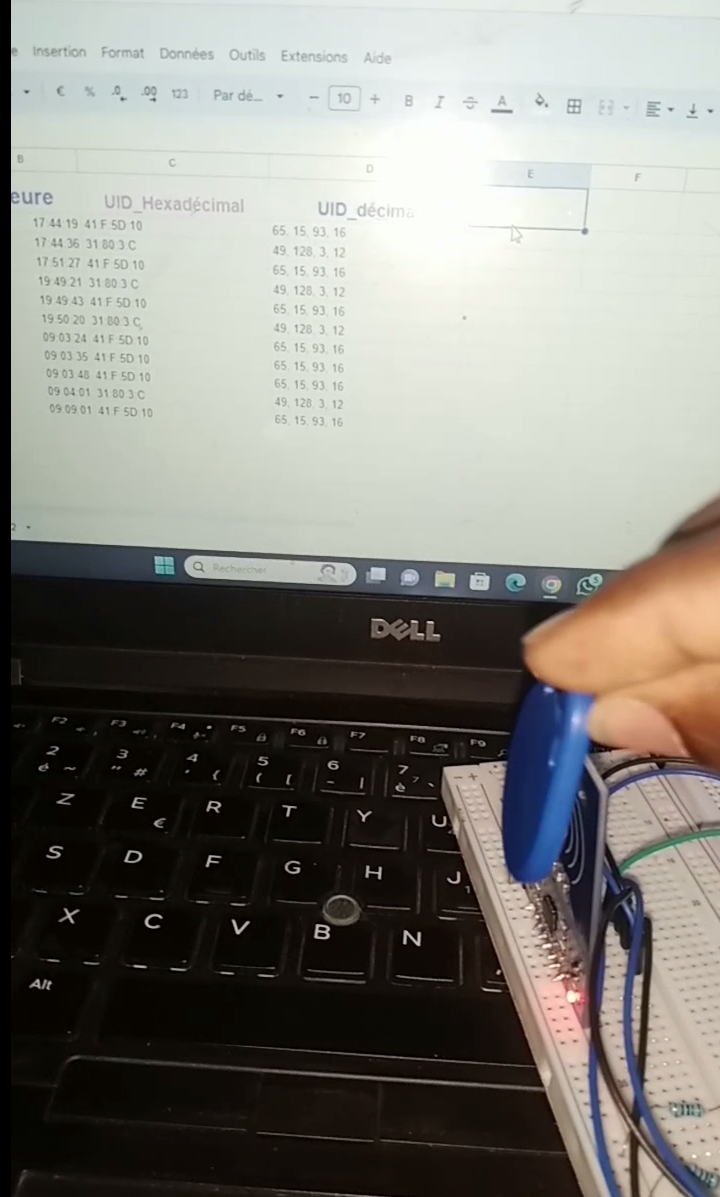 e Insertion Format Données Outils Extensions Aide
€ % .0 .00 123 Par dé... - 10 + B I S A
B C D E F
eure UID_Hexadécimal UID_décima
17:44:19 41 F 5D 10 65, 15, 93, 16
17:44:36 31 80 3 C 49, 128, 3, 12
17:51:27 41 F 5D 10 65, 15, 93, 16
19:49:21 31 80 3 C 49, 128, 3, 12
19:49:43 41 F 5D 10 65, 15, 93, 16
19:50:20 31 80 3 C 49, 128, 3, 12
09:03:24 41 F 5D 10 65, 15, 93, 16
09:03:35 41 F 5D 10 65, 15, 93, 16
09:03:48 41 F 5D 10 65, 15, 93, 16
09:04:01 31 80 3 C 49, 128, 3, 12
09:09:01 41 F 5D 10 65, 15, 93, 16
Rechercher
DELL
F2 F3 F4 F5 F6 F7 F8 F9
2 é ~ 3 " # 4 ' { 5 ( [ 6 - | 7 è `
Z E € R T Y U
S D F G H J 1
X C V B N
Alt